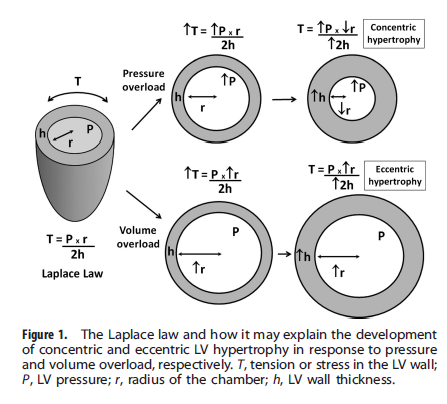 ↑T = ↑P x r
2h
T = ↑P x ↓r
↑2h
Concentric
hypertrophy
Pressure
overload
↑P
h
r
↑P
↑h
↓r
T
h
P
r
T = P x r
2h
Laplace Law
Volume
overload
↑T = P x ↑r
2h
T = P x ↑r
↑2h
Eccentric
hypertrophy
P
h
↑r
P
↑h
↑r
Figure 1. The Laplace law and how it may explain the development
of concentric and eccentric LV hypertrophy in response to pressure
and volume overload, respectively. T, tension or stress in the LV wall;
P, LV pressure; r, radius of the chamber; h, LV wall thickness.